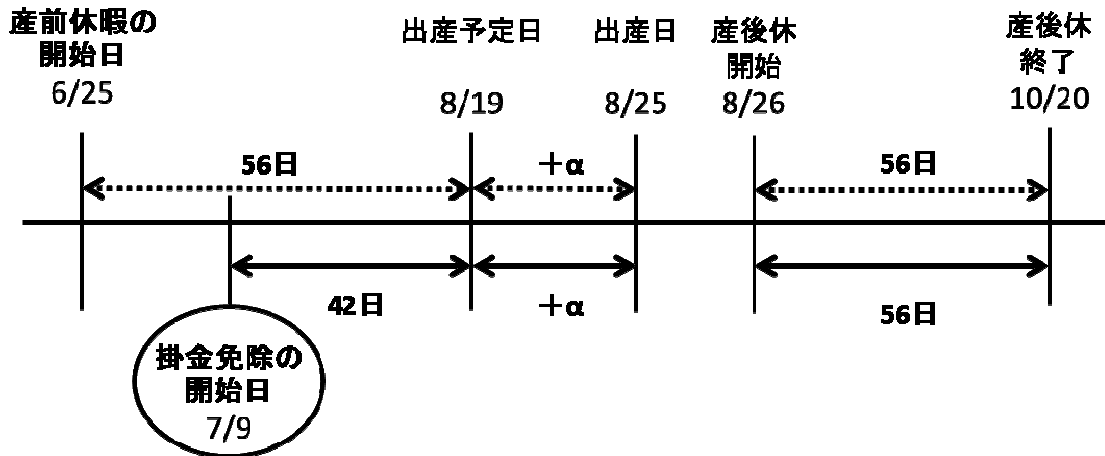 産前休暇の
開始日
6/25
出産予定日
8/19
出産日
8/25
産後休
開始
8/26
産後休
終了
10/20
56日
+α
56日
42日
+α
56日
掛金免除の
開始日
7/9